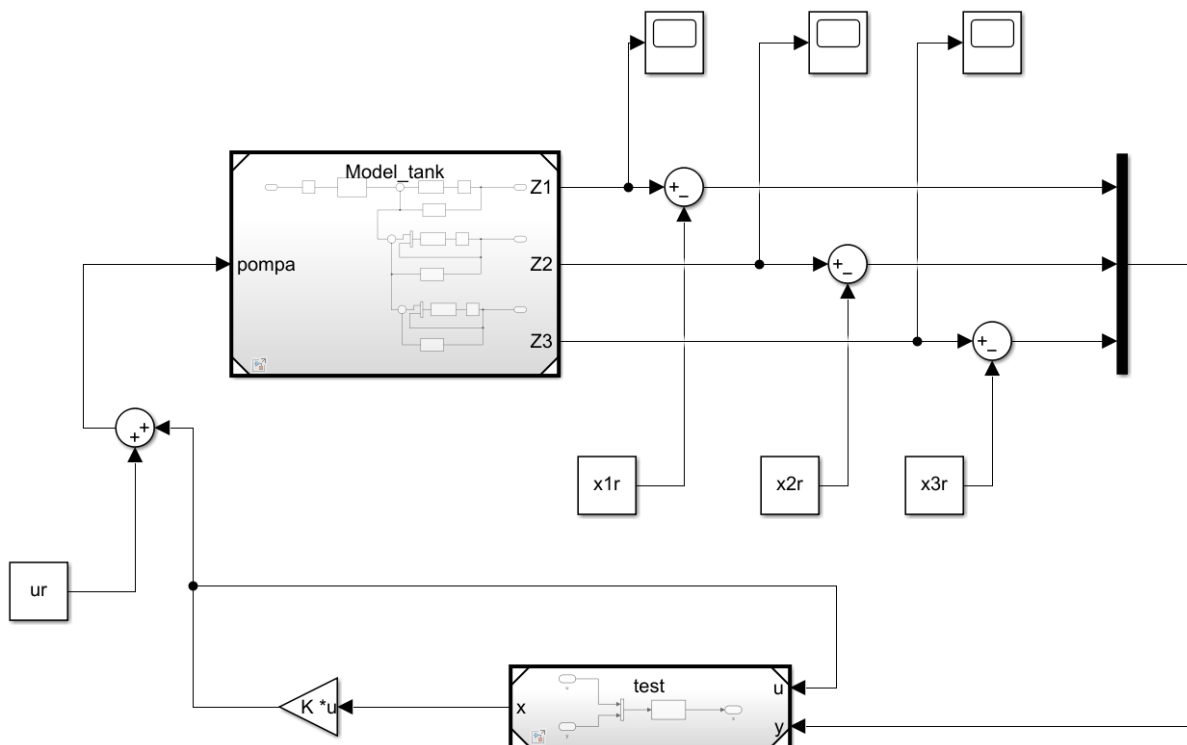 Model_tank
Z1
pompa
Z2
Z3
+
−
+
−
+
−
+
+
x1r
x2r
x3r
ur
K *u
test
u
x
y